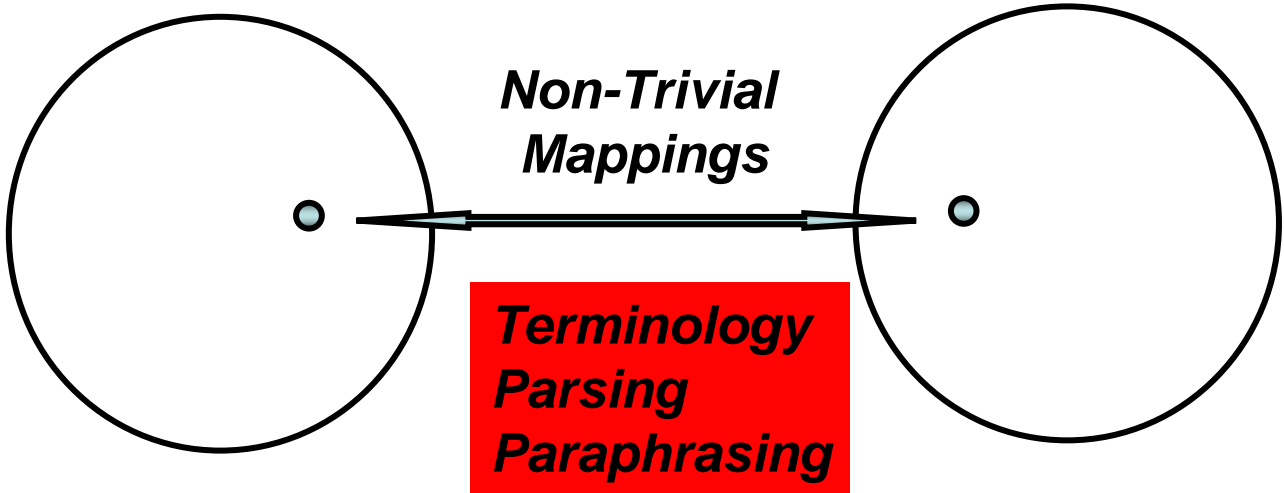 Non-Trivial
Mappings
Terminology
Parsing
Paraphrasing